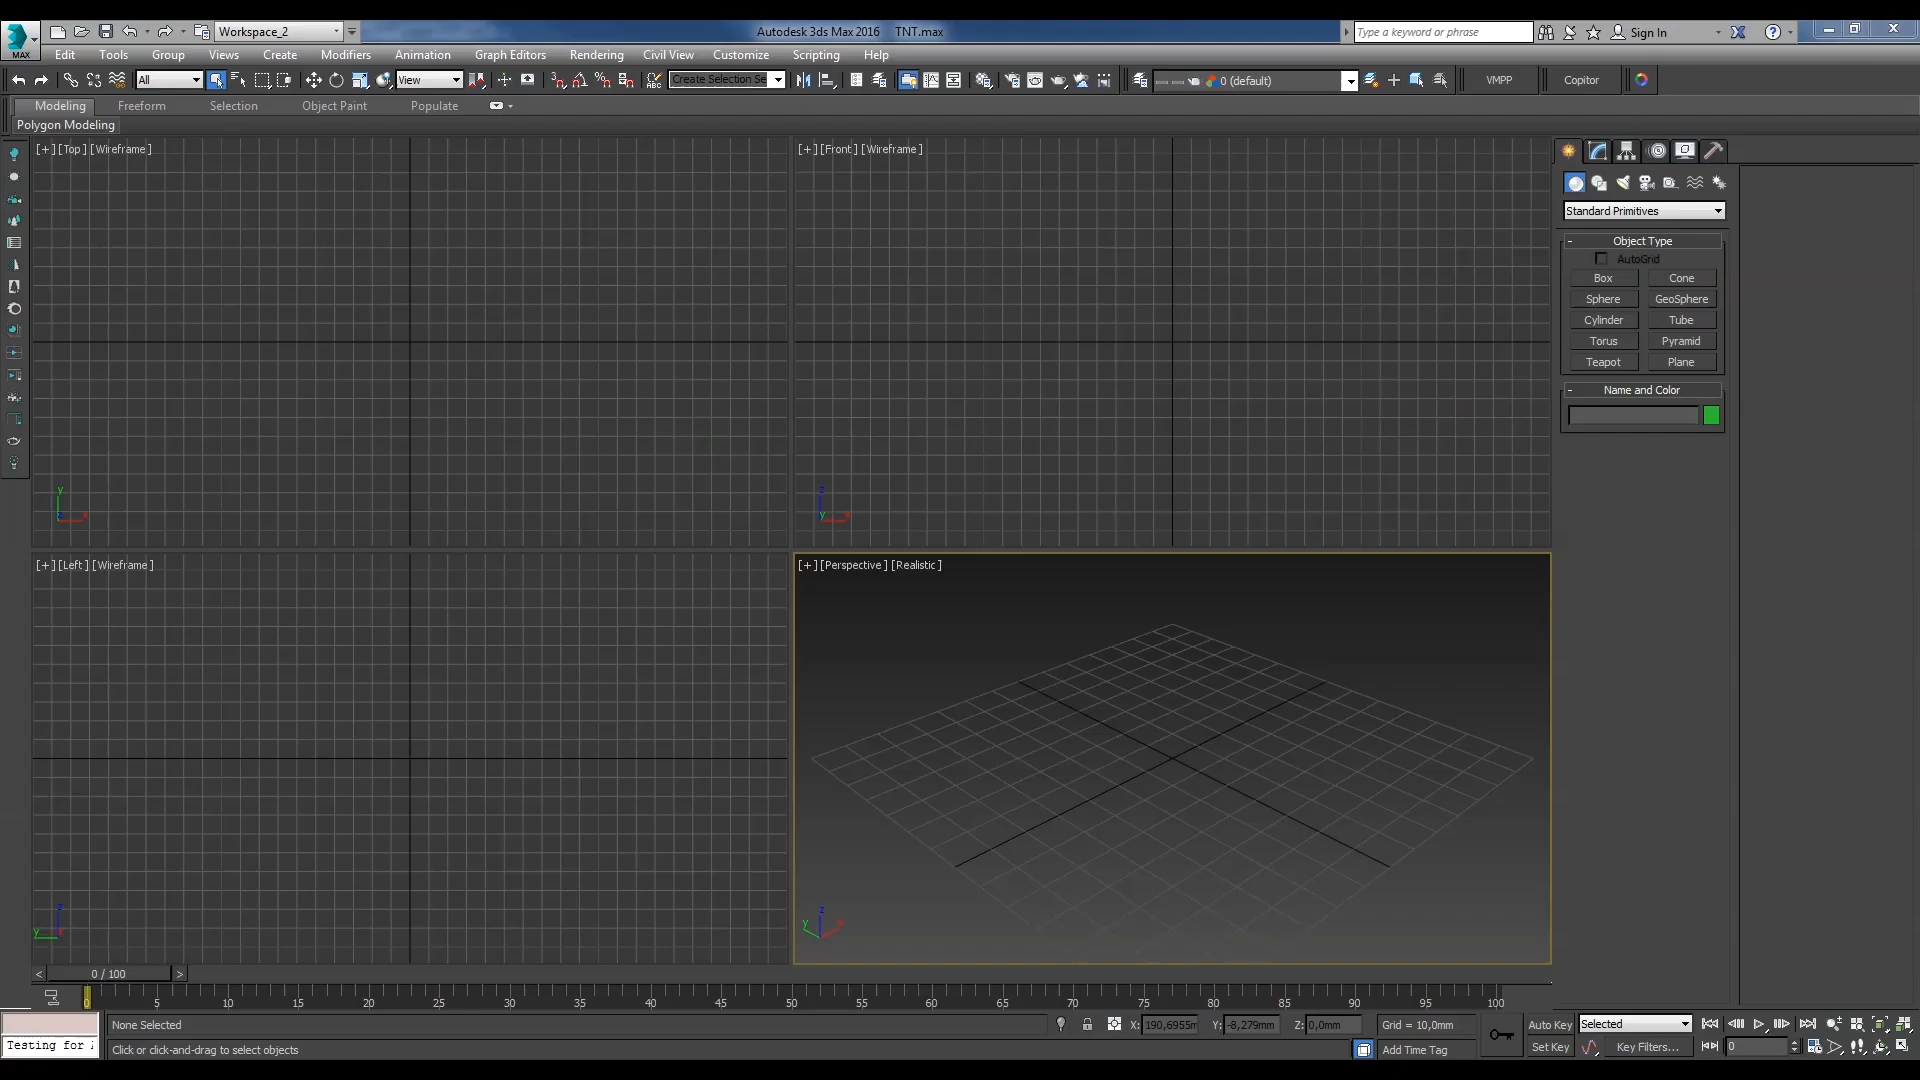 Workspace_2
Autodesk 3ds Max 2016 TNT.max
Type a keyword or phrase
Sign In
MAX
Edit Tools Group Views Create Modifiers Animation Graph Editors Rendering Civil View Customize Scripting Help
All
View
Create Selection Se
0 (default)
VMPP
Copitor
Modeling Freeform Selection Object Paint Populate
Polygon Modeling
[+] [Top] [Wireframe]
[+] [Front] [Wireframe]
Standard Primitives
- Object Type
AutoGrid
Box Cone
Sphere GeoSphere
Cylinder Tube
Torus Pyramid
Teapot Plane
- Name and Color
y
z x
z
y x
[+] [Left] [Wireframe]
[+] [Perspective] [Realistic]
z
y x
z
y x
< 0 / 100 >
0 5 10 15 20 25 30 35 40 45 50 55 60 65 70 75 80 85 90 95 100
None Selected
X: 190,6955m Y: -8,279mm Z: 0,0mm
Grid = 10,0mm
Auto Key
Selected
Testing for
Click or click-and-drag to select objects
Add Time Tag
Set Key
Key Filters...
0